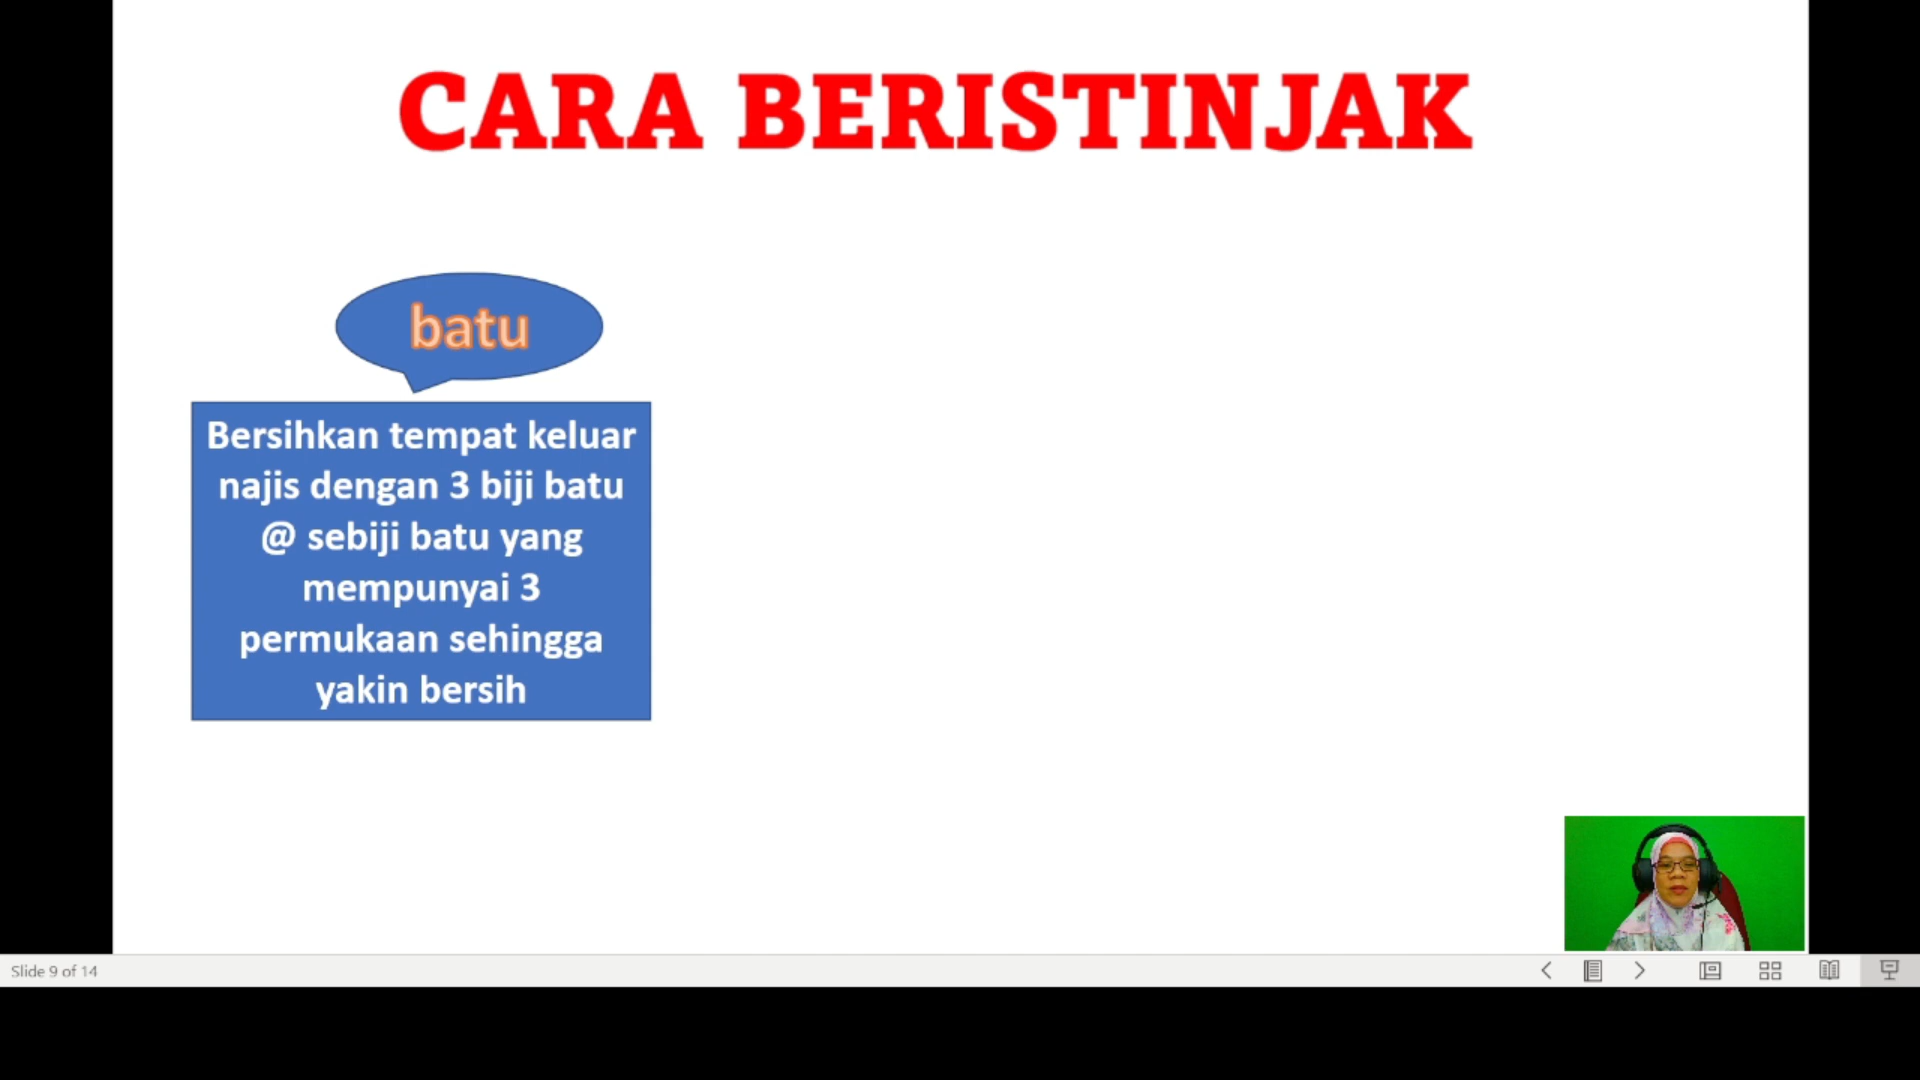 CARA BERISTINJAK
batu
Bersihkan tempat keluar
najis dengan 3 biji batu
@ sebiji batu yang
mempunyai 3
permukaan sehingga
yakin bersih
Slide 9 of 14